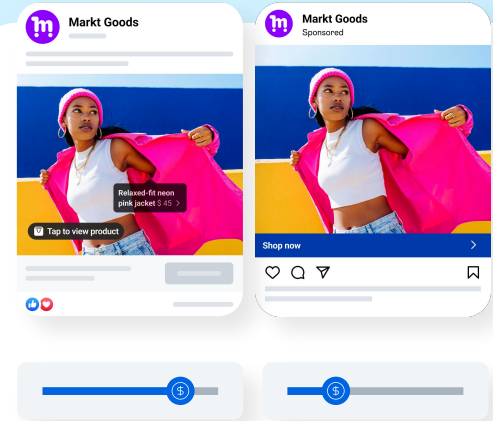 Markt Goods
Relaxed-fit neon
pink jacket $ 45 >
Tap to view product
Markt Goods
Sponsored
Shop now